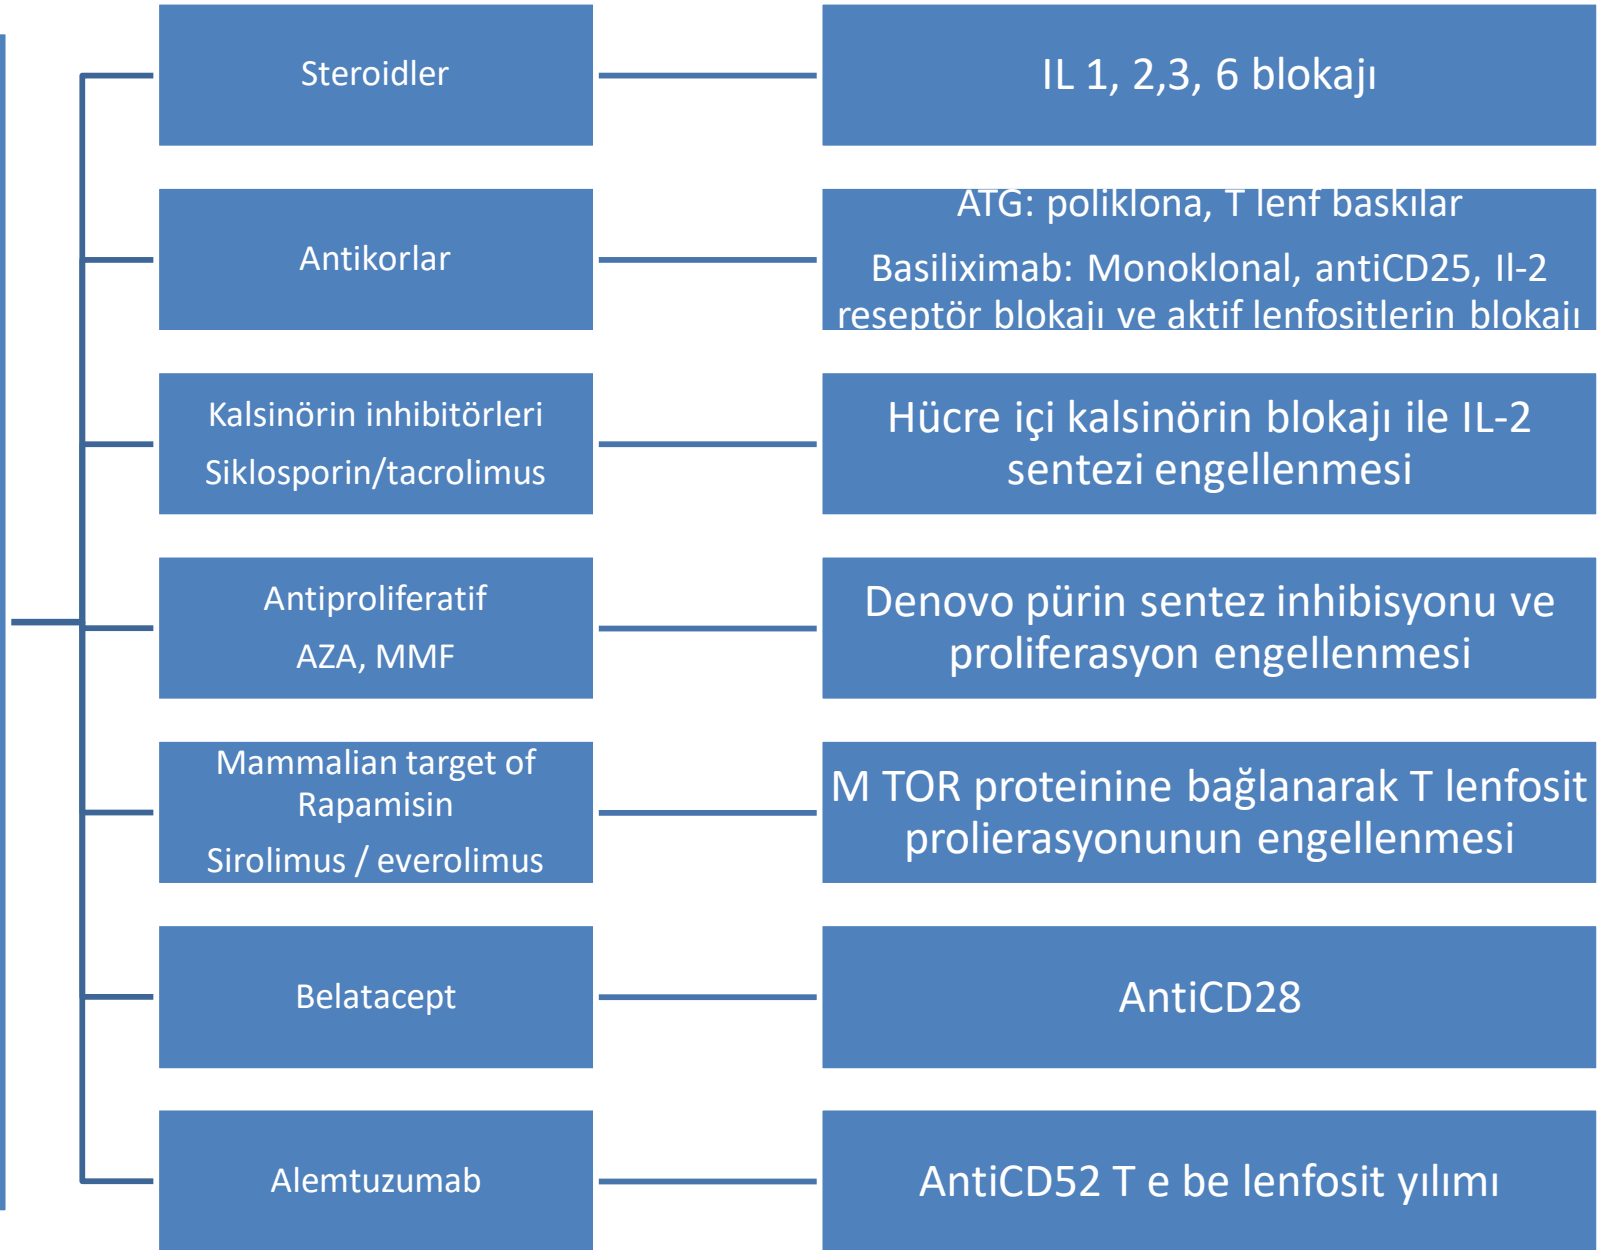 Steroidler
IL 1, 2,3, 6 blokajı
Antikorlar
ATG: poliklona, T lenf baskılar
Basiliximab: Monoklonal, antiCD25, Il-2
reseptör blokajı ve aktif lenfositlerin blokajı
Kalsinörin inhibitörleri
Siklosporin/tacrolimus
Hücre içi kalsinörin blokajı ile IL-2
sentezi engellenmesi
Antiproliferatif
AZA, MMF
Denovo pürin sentez inhibisyonu ve
proliferasyon engellenmesi
Mammalian target of
Rapamisin
Sirolimus / everolimus
M TOR proteinine bağlanarak T lenfosit
prolierasyonunun engellenmesi
Belatacept
AntiCD28
Alemtuzumab
AntiCD52 T e be lenfosit yılımı